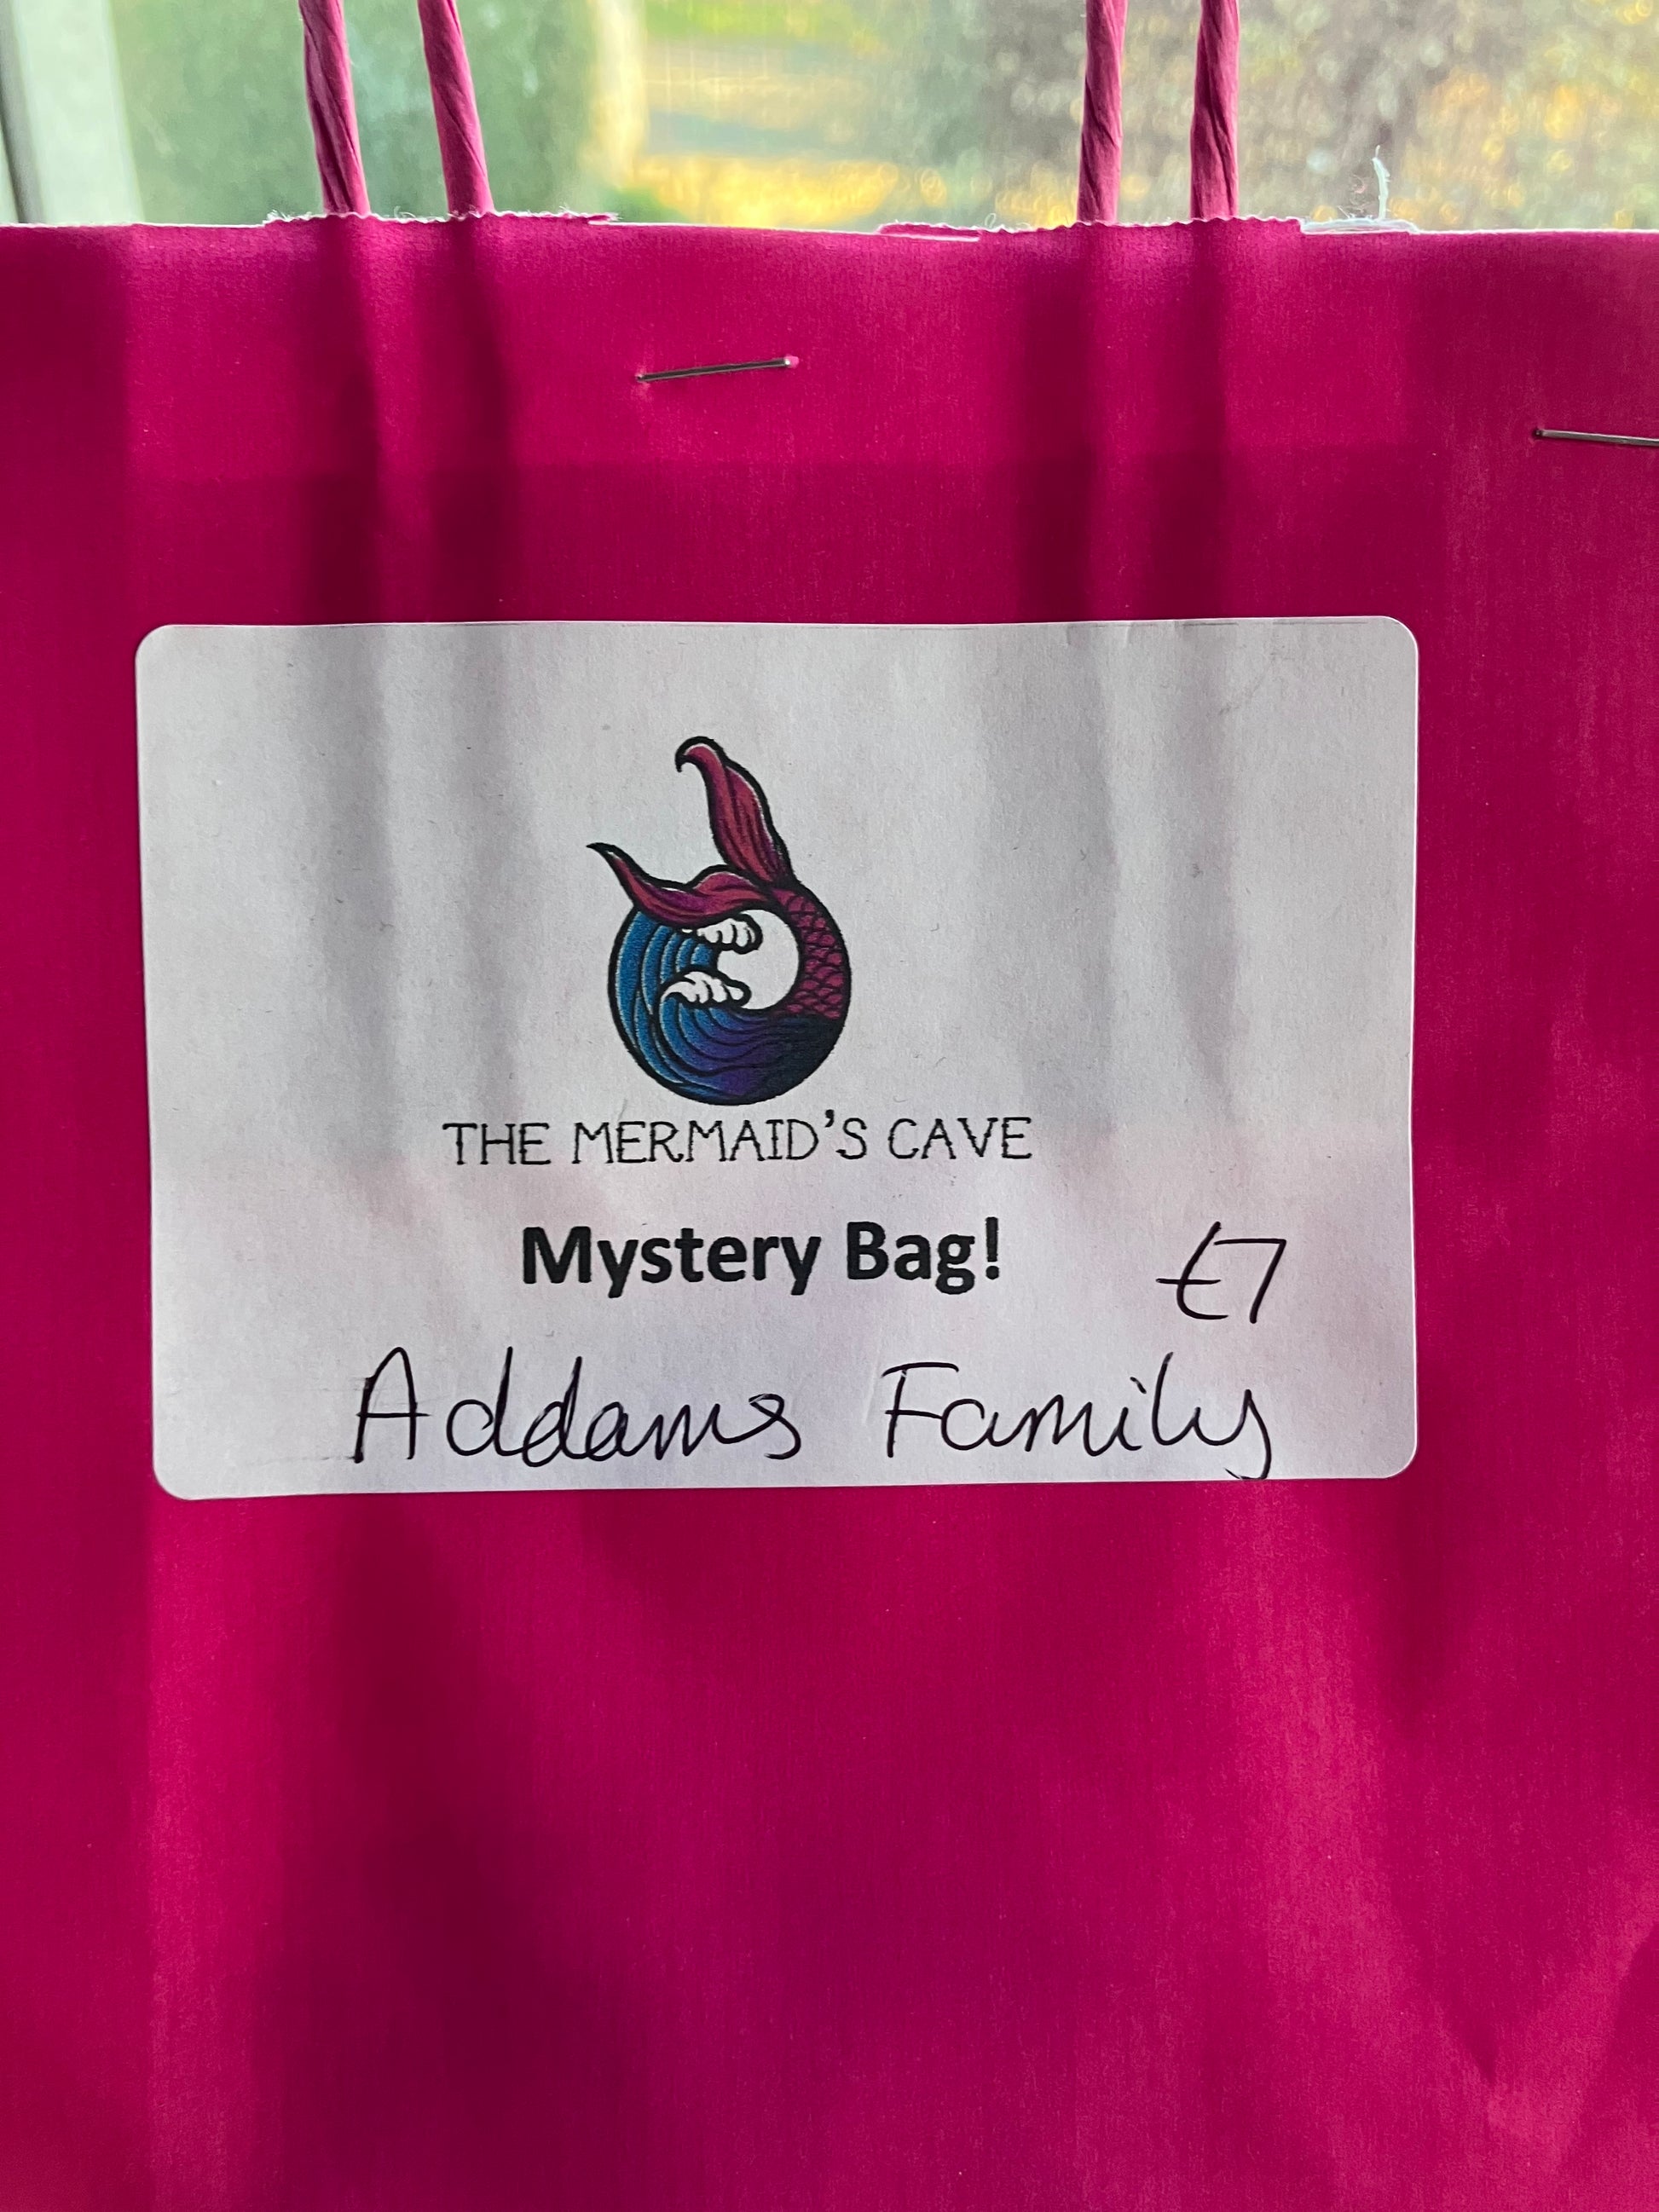 THE MERMAID'S CAVE
Mystery Bag! £7
Addams Family